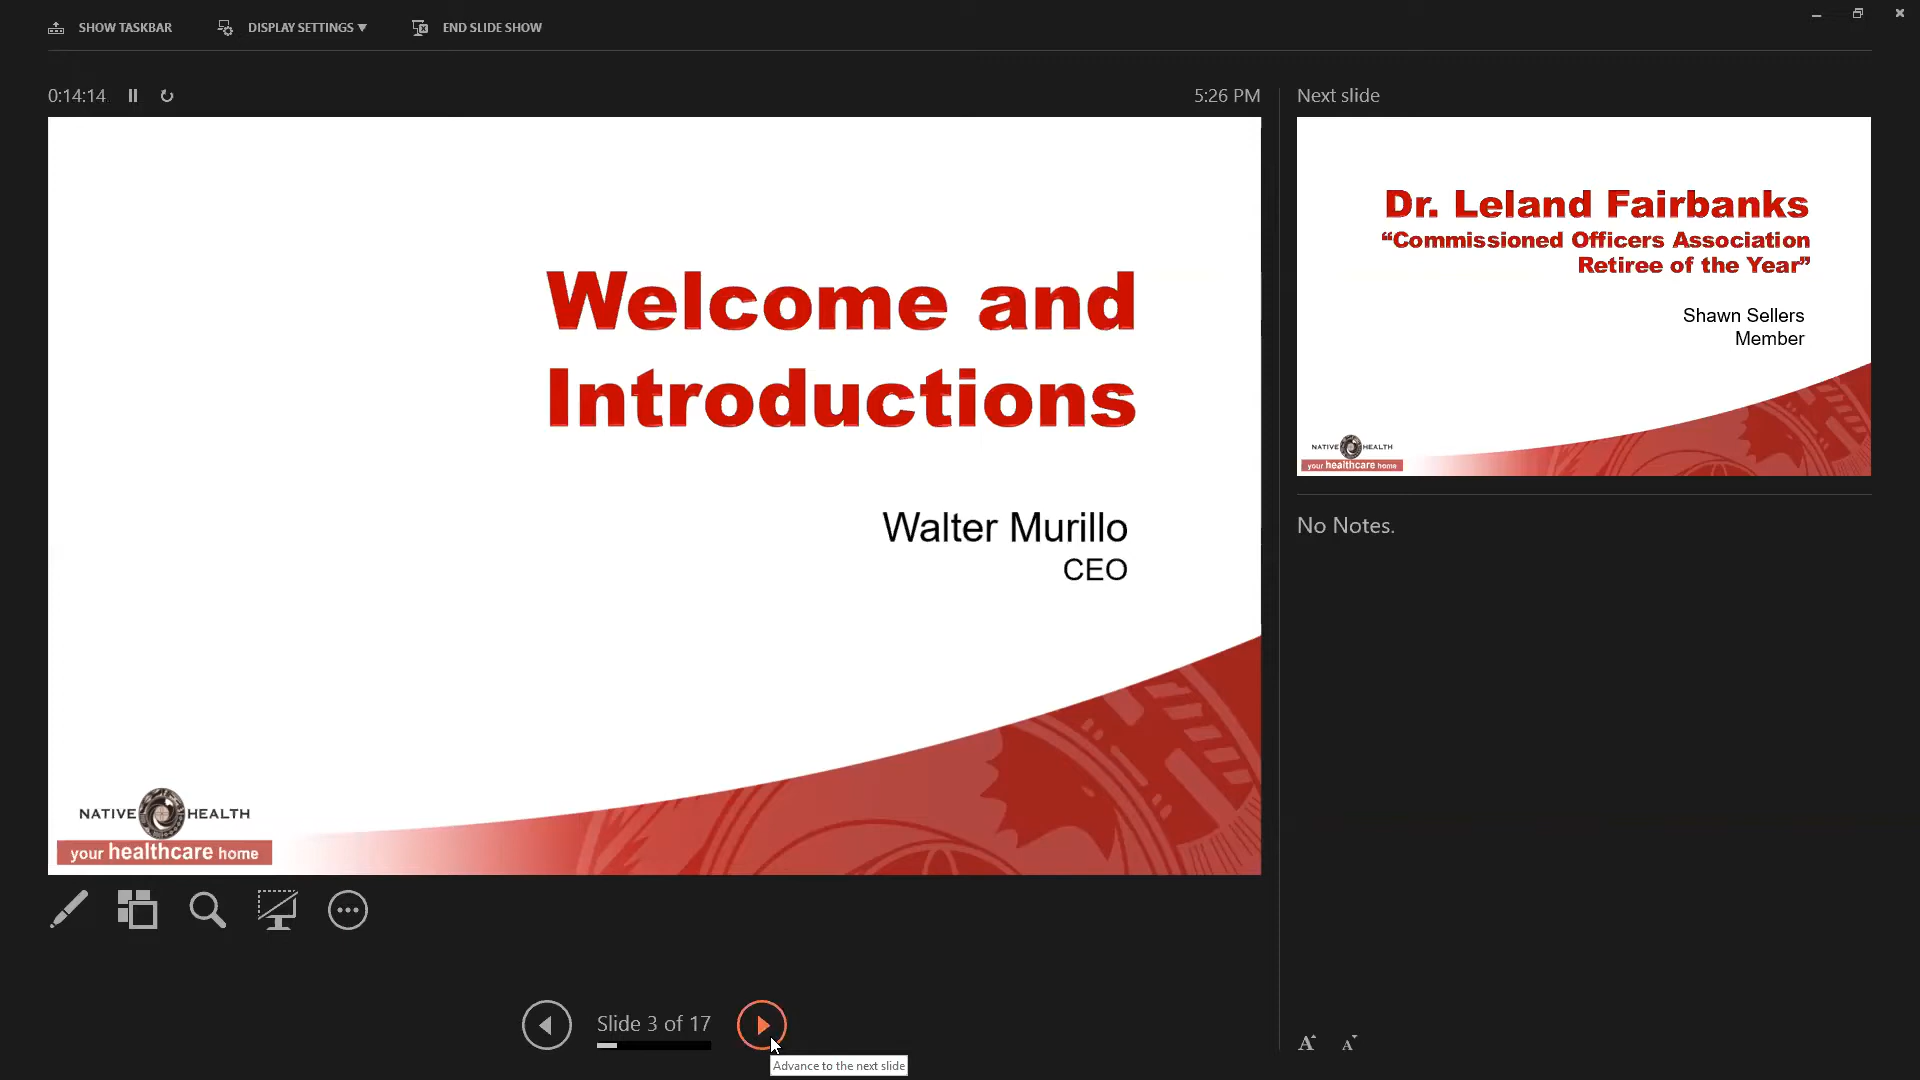 SHOW TASKBAR
DISPLAY SETTINGS
END SLIDE SHOW
0:14:14
5:26 PM
Next slide
Welcome and
Introductions
Walter Murillo
CEO
NATIVE HEALTH
your healthcare home
Dr. Leland Fairbanks
“Commissioned Officers Association
Retiree of the Year”
Shawn Sellers
Member
NATIVE HEALTH
your healthcare home
No Notes.
Slide 3 of 17
Advance to the next slide
A A